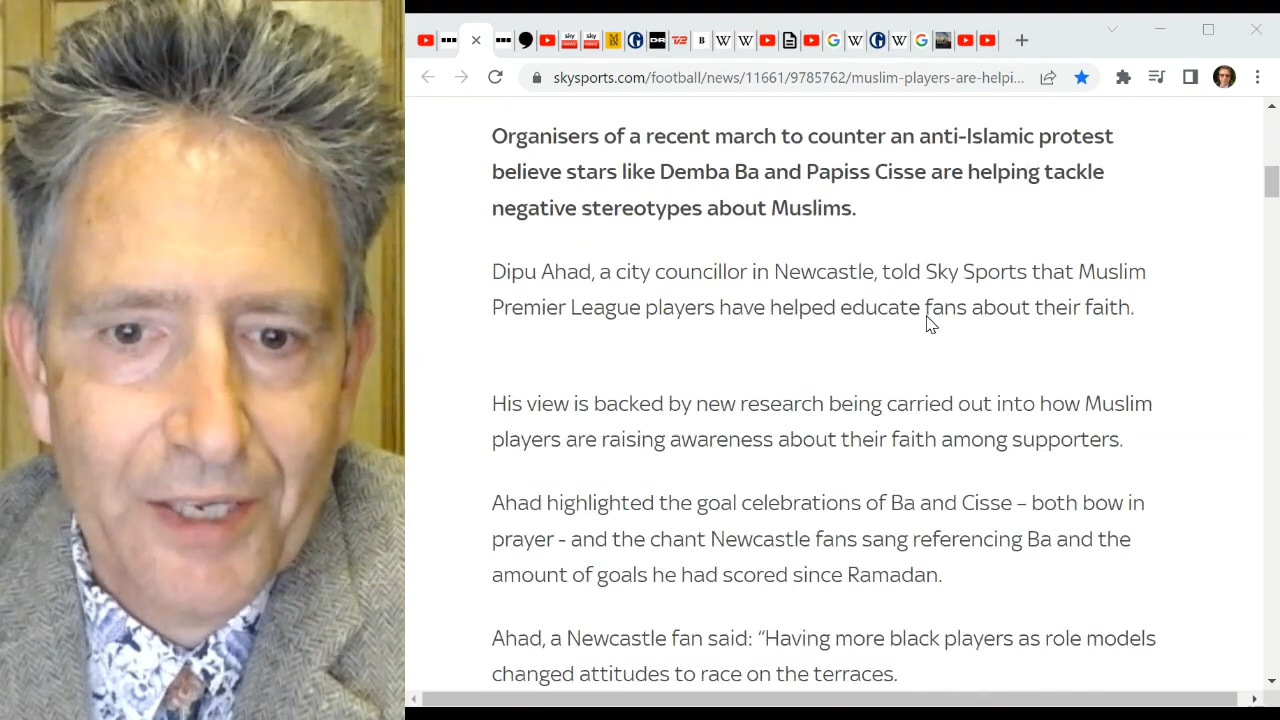 skysports.com/football/news/11661/9785762/muslim-players-are-helpi...
Organisers of a recent march to counter an anti-Islamic protest
believe stars like Demba Ba and Papiss Cisse are helping tackle
negative stereotypes about Muslims.
Dipu Ahad, a city councillor in Newcastle, told Sky Sports that Muslim
Premier League players have helped educate fans about their faith.
His view is backed by new research being carried out into how Muslim
players are raising awareness about their faith among supporters.
Ahad highlighted the goal celebrations of Ba and Cisse – both bow in
prayer - and the chant Newcastle fans sang referencing Ba and the
amount of goals he had scored since Ramadan.
Ahad, a Newcastle fan said: “Having more black players as role models
changed attitudes to race on the terraces.